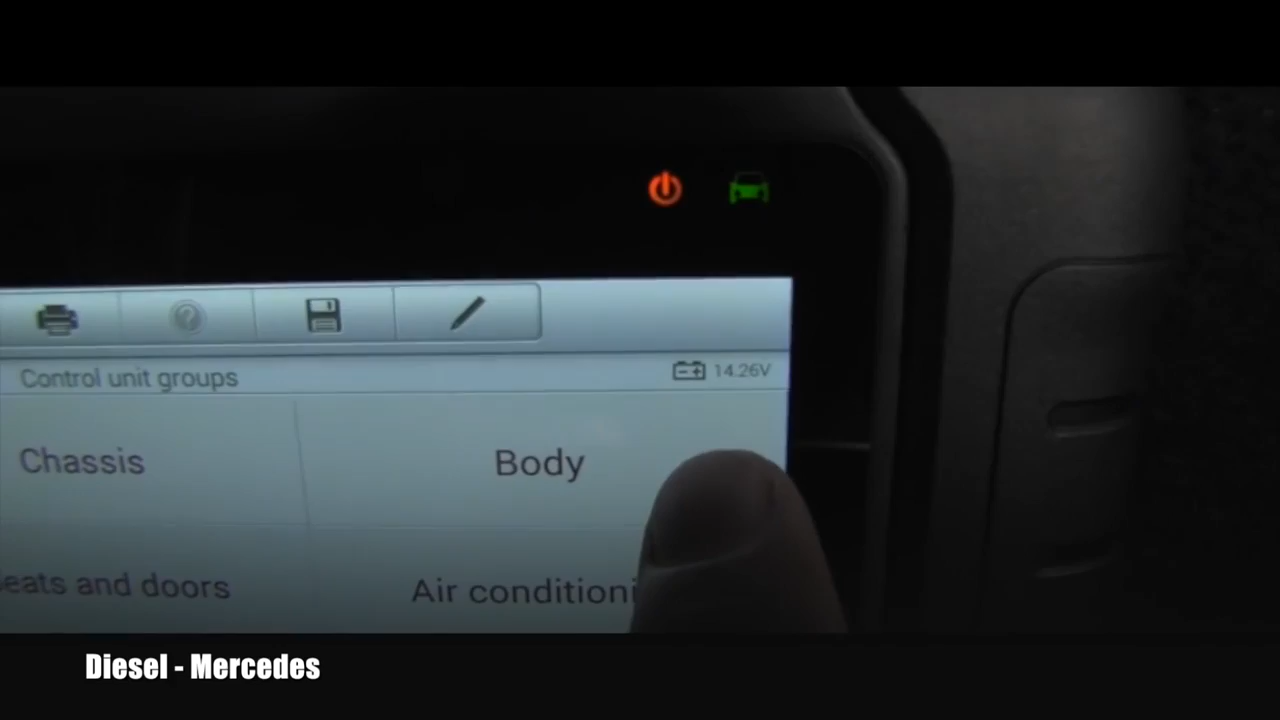 Control unit groups
14.26V
Chassis
Body
eats and doors
Air conditioni
Diesel - Mercedes